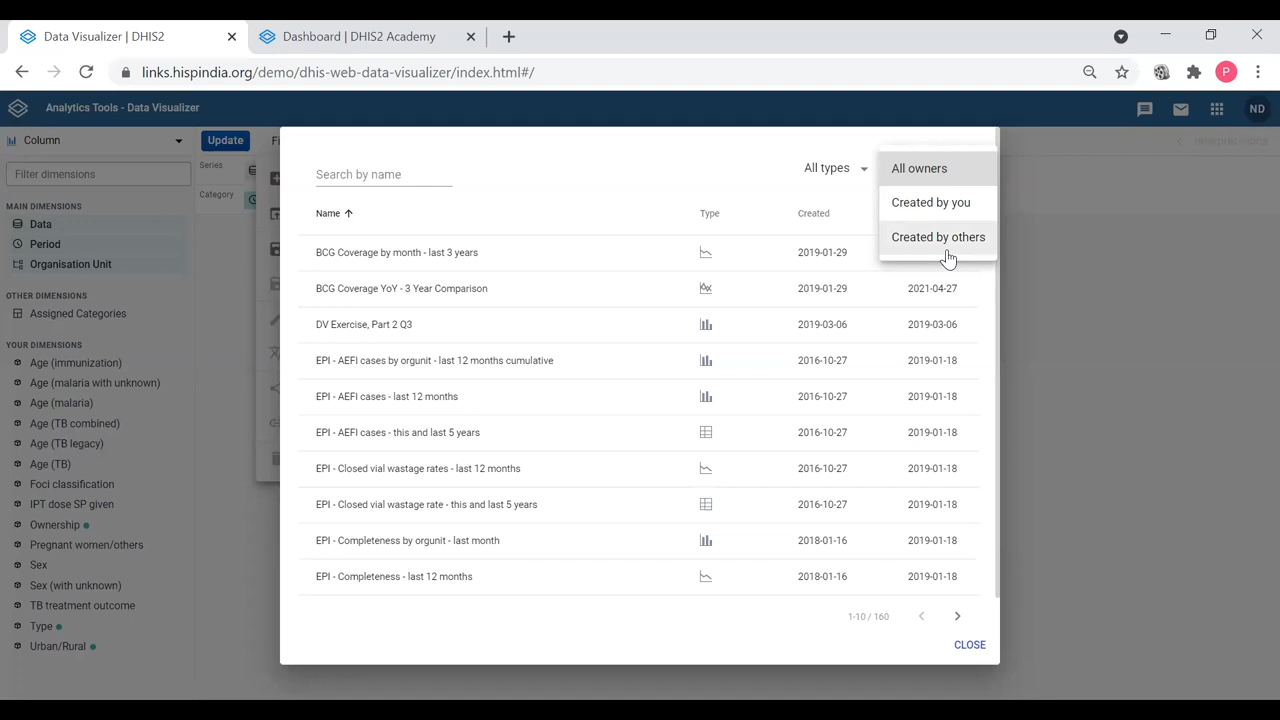 Data Visualizer | DHIS2
Dashboard | DHIS2 Academy
links.hispindia.org/demo/dhis-web-data-visualizer/index.html#/
P
Analytics Tools - Data Visualizer
ND
Column
Update
Fi
Interpretations
Filter dimensions
Series
Category
MAIN DIMENSIONS
Data
Period
Organisation Unit
OTHER DIMENSIONS
Assigned Categories
YOUR DIMENSIONS
Age (immunization)
Age (malaria with unknown)
Age (malaria)
Age (TB combined)
Age (TB legacy)
Age (TB)
Foci classification
IPT dose SP given
Ownership
Pregnant women/others
Sex
Sex (with unknown)
TB treatment outcome
Type
Urban/Rural
Search by name
All types
All owners
Created by you
Created by others
Name Type Created
BCG Coverage by month - last 3 years 2019-01-29
BCG Coverage YoY - 3 Year Comparison 2019-01-29 2021-04-27
DV Exercise, Part 2 Q3 2019-03-06 2019-03-06
EPI - AEFI cases by orgunit - last 12 months cumulative 2016-10-27 2019-01-18
EPI - AEFI cases - last 12 months 2016-10-27 2019-01-18
EPI - AEFI cases - this and last 5 years 2016-10-27 2019-01-18
EPI - Closed vial wastage rates - last 12 months 2016-10-27 2019-01-18
EPI - Closed vial wastage rate - this and last 5 years 2016-10-27 2019-01-18
EPI - Completeness by orgunit - last month 2018-01-16 2019-01-18
EPI - Completeness - last 12 months 2018-01-16 2019-01-18
1-10 / 160
CLOSE